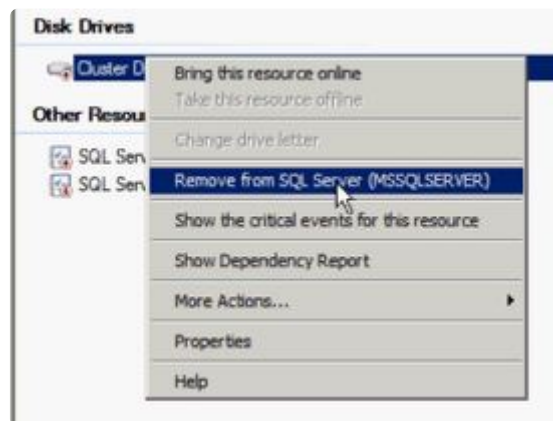 Disk Drives
Cluster D
Bring this resource online
Take this resource offline
Other Resou
Change drive letter
SQL Serv
Remove from SQL Server (MSSQLSERVER)
SQL Serv
Show the critical events for this resource
Show Dependency Report
More Actions...
Properties
Help